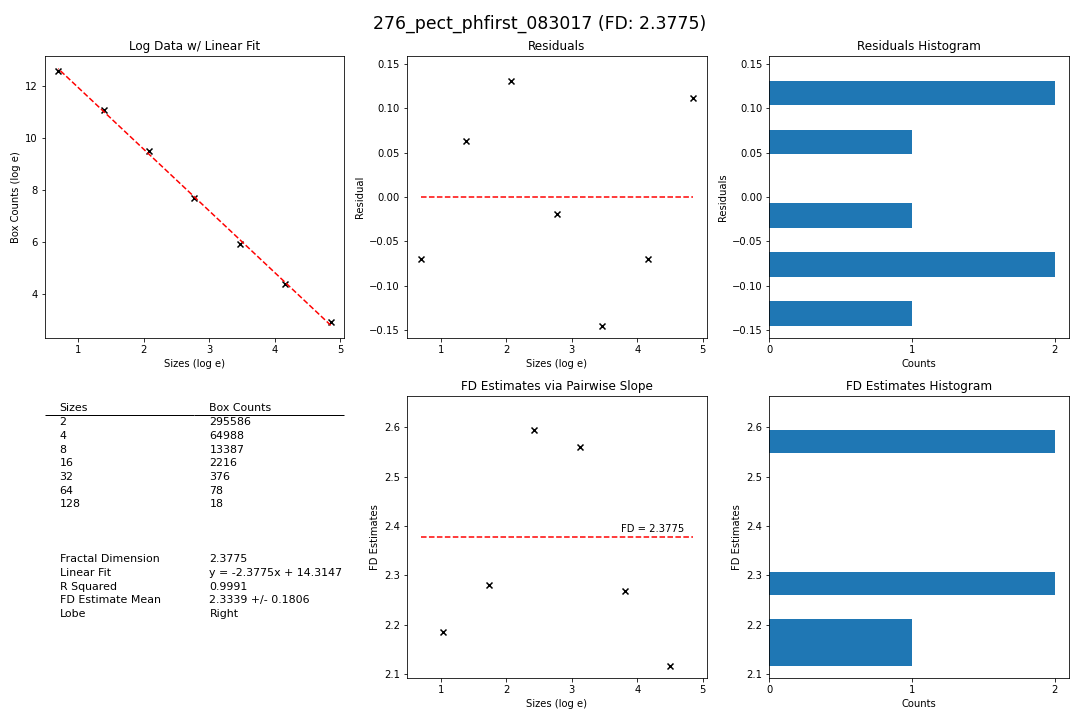 276_pect_phfirst_083017 (FD: 2.3775)
Log Data w/ Linear Fit
12
10
8
6
4
Box Counts (log e)
1 2 3 4 5
Sizes (log e)
Residuals
0.15
0.10
0.05
0.00
−0.05
−0.10
−0.15
Residual
1 2 3 4 5
Sizes (log e)
Residuals Histogram
0.15
0.10
0.05
0.00
−0.05
−0.10
−0.15
Residuals
0 1 2
Counts
Sizes Box Counts
2 295586
4 64988
8 13387
16 2216
32 376
64 78
128 18
Fractal Dimension 2.3775
Linear Fit y = -2.3775x + 14.3147
R Squared 0.9991
FD Estimate Mean 2.3339 +/- 0.1806
Lobe Right
FD Estimates via Pairwise Slope
2.6
2.5
2.4
2.3
2.2
2.1
FD Estimates
FD = 2.3775
1 2 3 4 5
Sizes (log e)
FD Estimates Histogram
2.6
2.5
2.4
2.3
2.2
2.1
FD Estimates
0 1 2
Counts